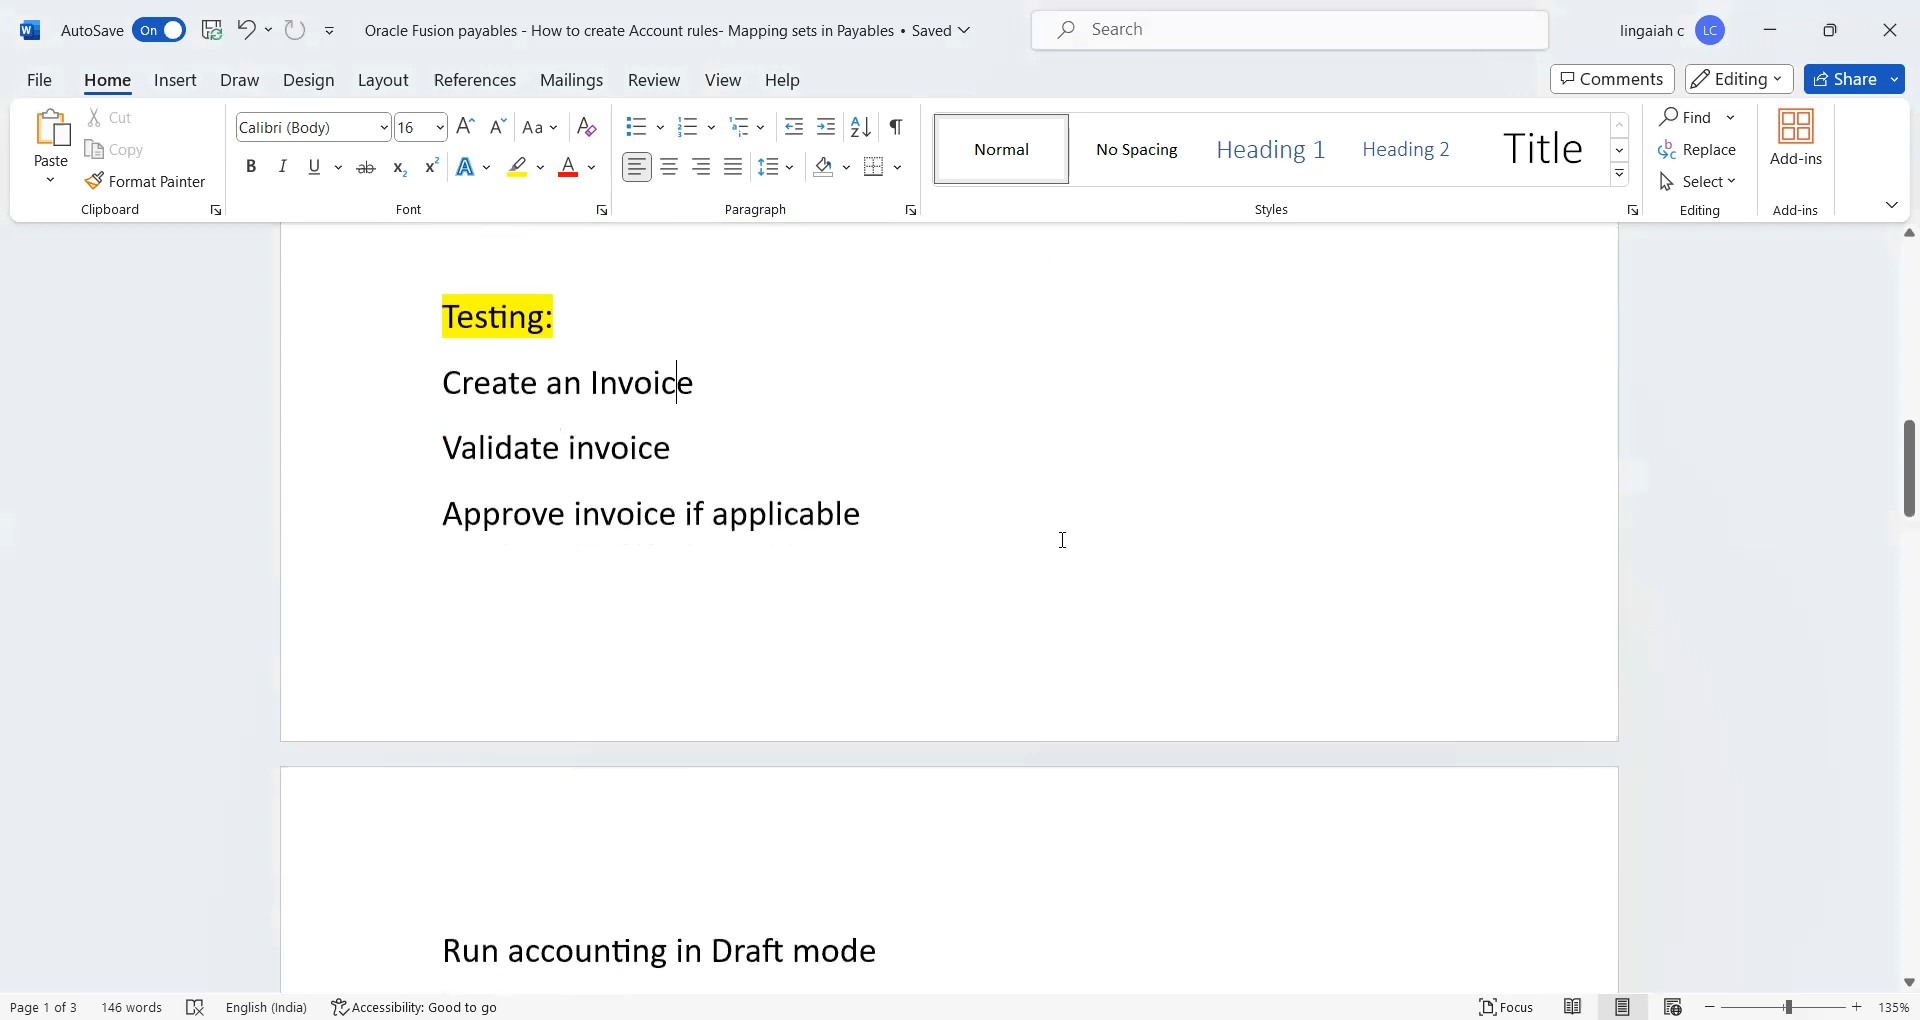 AutoSave On Oracle Fusion payables - How to create Account rules- Mapping sets in Payables • Saved Search lingaiah c LC
File Home Insert Draw Design Layout References Mailings Review View Help Comments Editing Share
Paste Cut Copy Format Painter Clipboard
Calibri (Body) 16 Aa Font
Paragraph
Normal No Spacing Heading 1 Heading 2 Title Styles
Find Replace Select Editing
Add-ins Add-ins
Testing:
Create an Invoice
Validate invoice
Approve invoice if applicable
Run accounting in Draft mode
Page 1 of 3 146 words English (India) Accessibility: Good to go Focus 135%